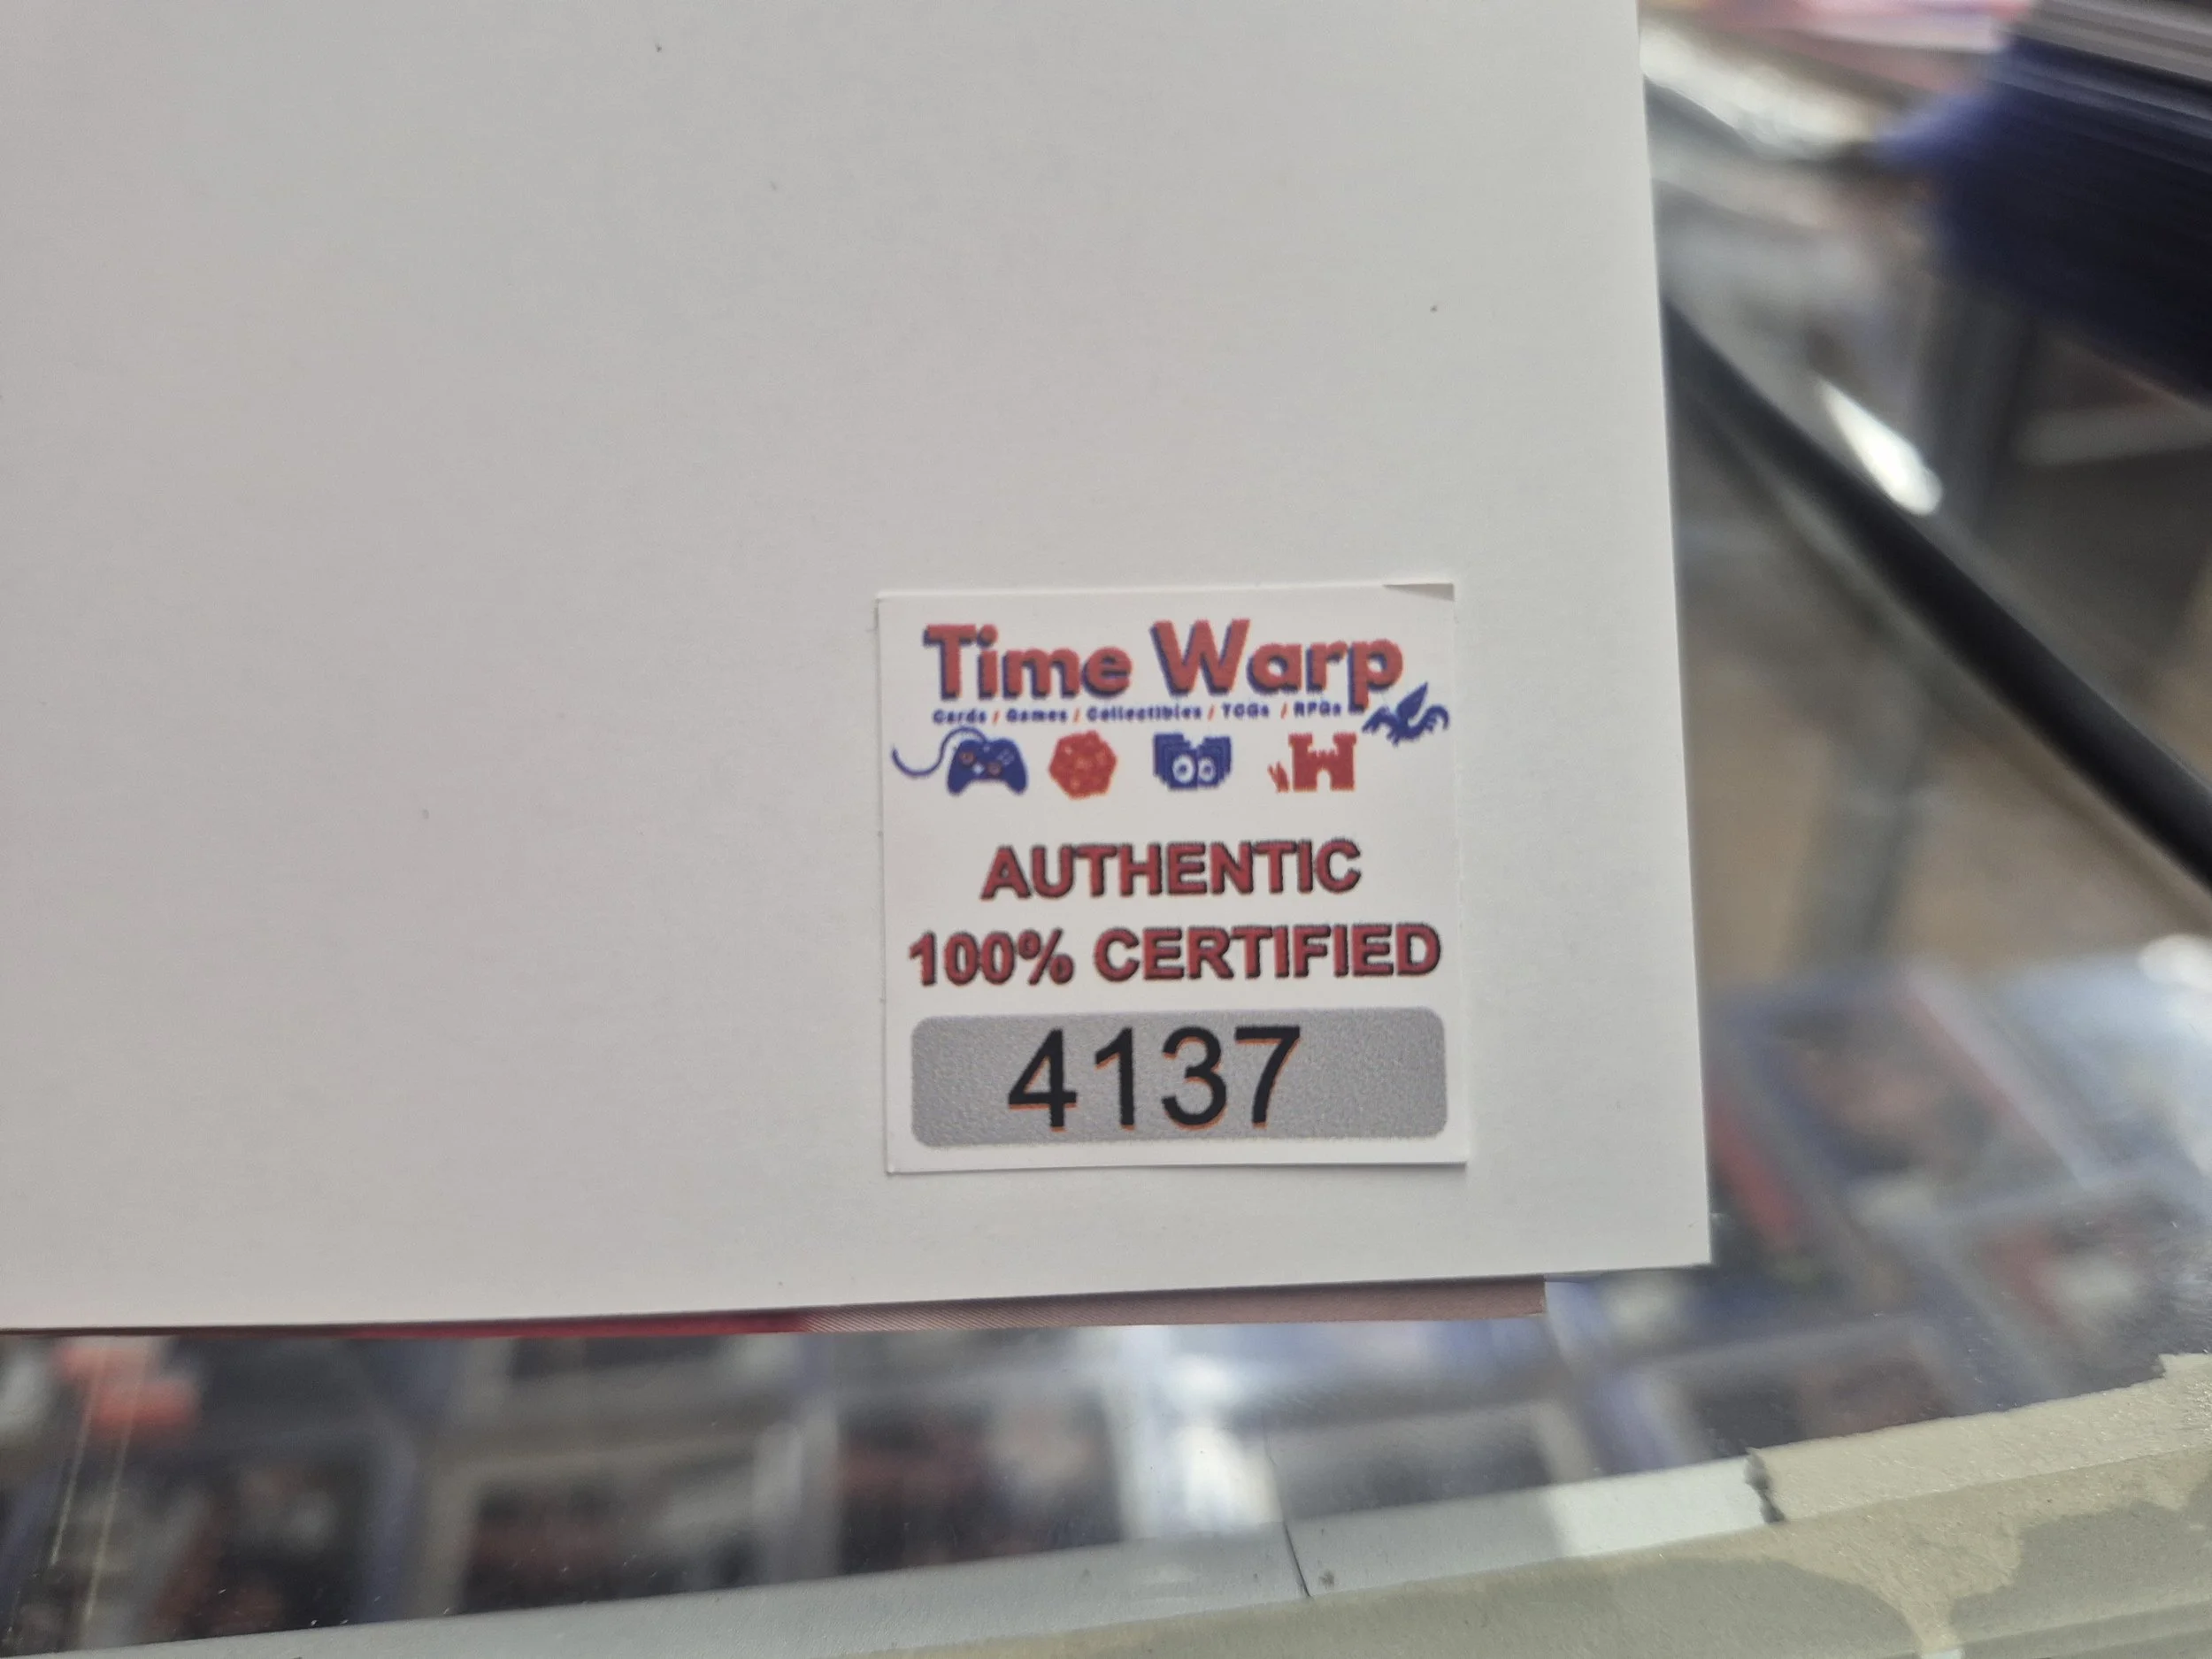 Time Warp
Cards / Games / Collectibles / TCGs / RPGs
AUTHENTIC
100% CERTIFIED
4137